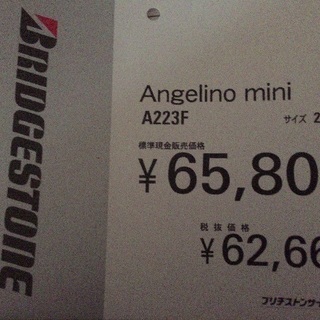 BRIDGESTONE
Angelino mini
A223F
サイズ 2
標準現金販売価格
¥65,80
税抜価格
¥62,66
ブリヂストンサイ